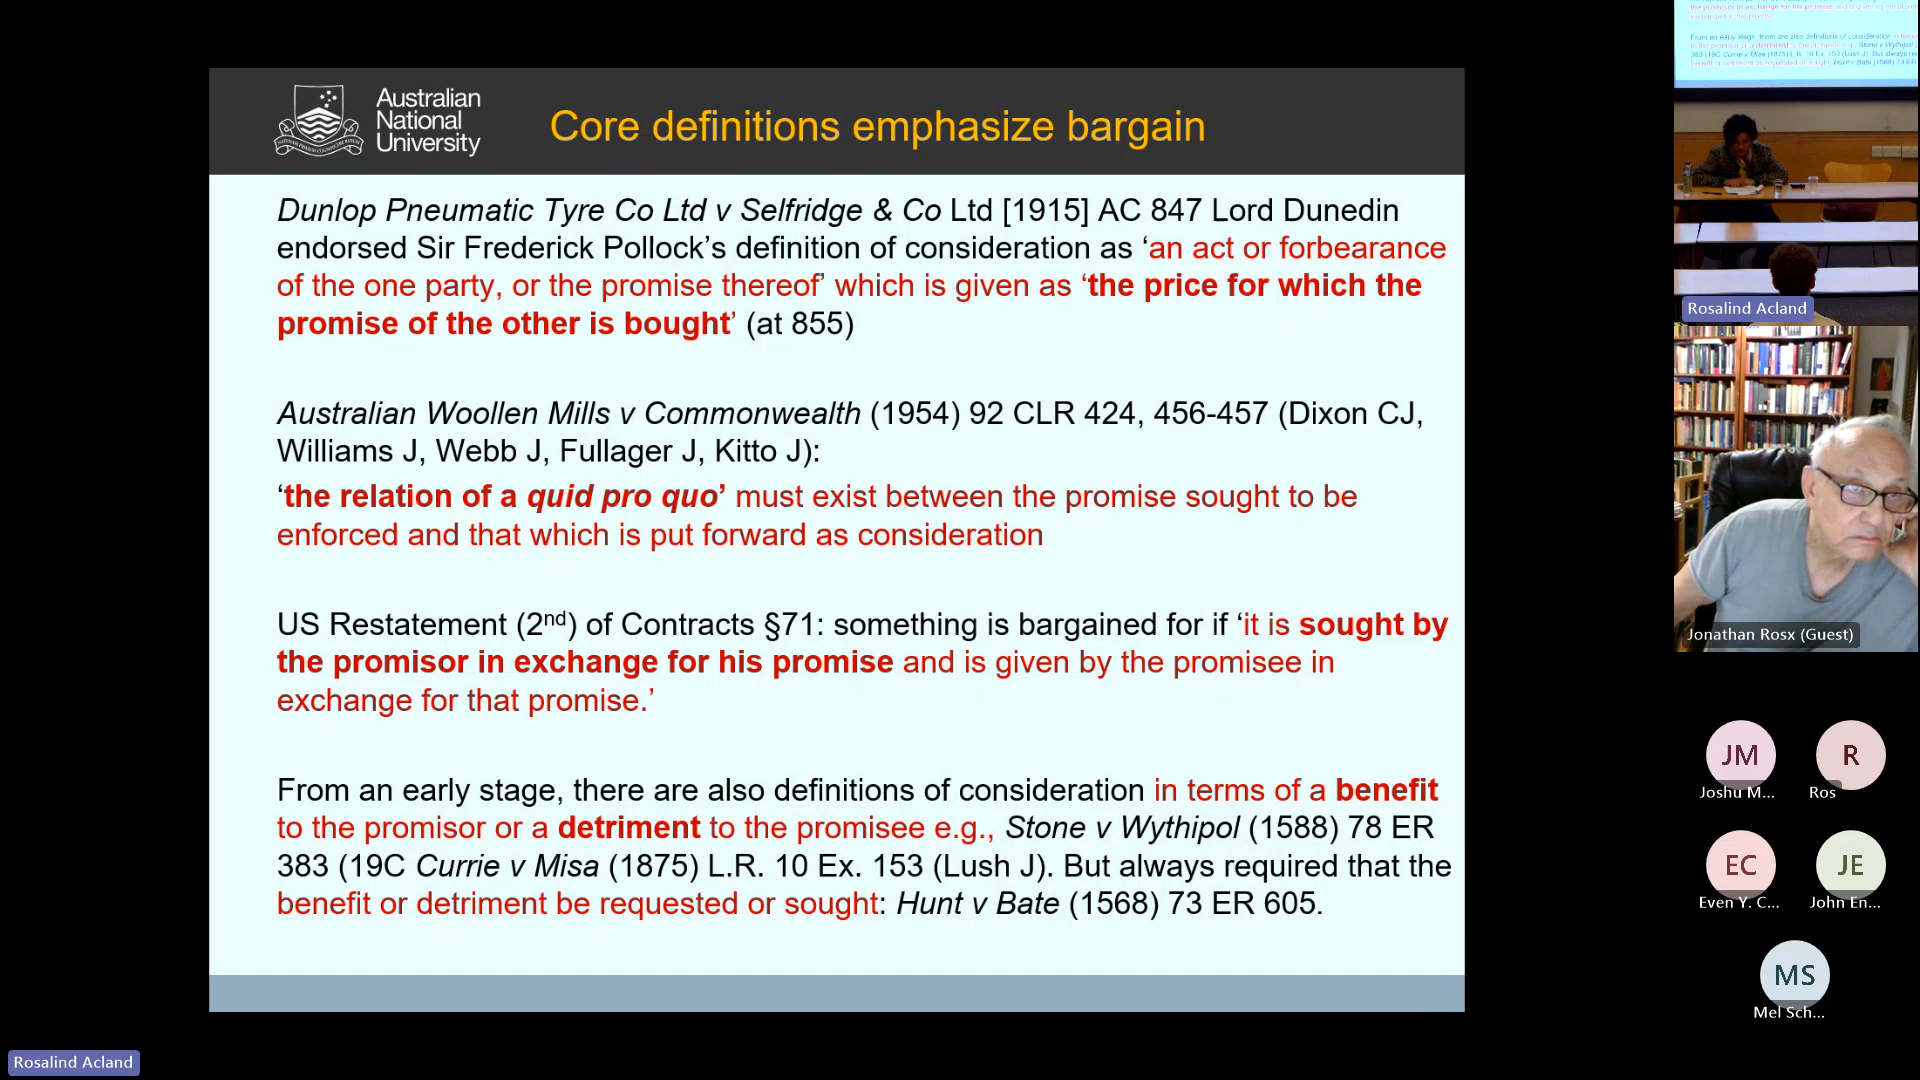 Australian
National
University
Core definitions emphasize bargain
Dunlop Pneumatic Tyre Co Ltd v Selfridge & Co Ltd [1915] AC 847 Lord Dunedin
endorsed Sir Frederick Pollock’s definition of consideration as ‘an act or forbearance
of the one party, or the promise thereof’ which is given as ‘the price for which the
promise of the other is bought’ (at 855)
Australian Woollen Mills v Commonwealth (1954) 92 CLR 424, 456-457 (Dixon CJ,
Williams J, Webb J, Fullager J, Kitto J):
‘the relation of a quid pro quo’ must exist between the promise sought to be
enforced and that which is put forward as consideration
US Restatement (2nd) of Contracts §71: something is bargained for if ‘it is sought by
the promisor in exchange for his promise and is given by the promisee in
exchange for that promise.’
From an early stage, there are also definitions of consideration in terms of a benefit
to the promisor or a detriment to the promisee e.g., Stone v Wythipol (1588) 78 ER
383 (19C Currie v Misa (1875) L.R. 10 Ex. 153 (Lush J). But always required that the
benefit or detriment be requested or sought: Hunt v Bate (1568) 73 ER 605.
Rosalind Acland
Jonathan Rosx (Guest)
JM
Joshu M...
R
Ros
EC
Even Y. C...
JE
John En...
MS
Mel Sch...
Rosalind Acland